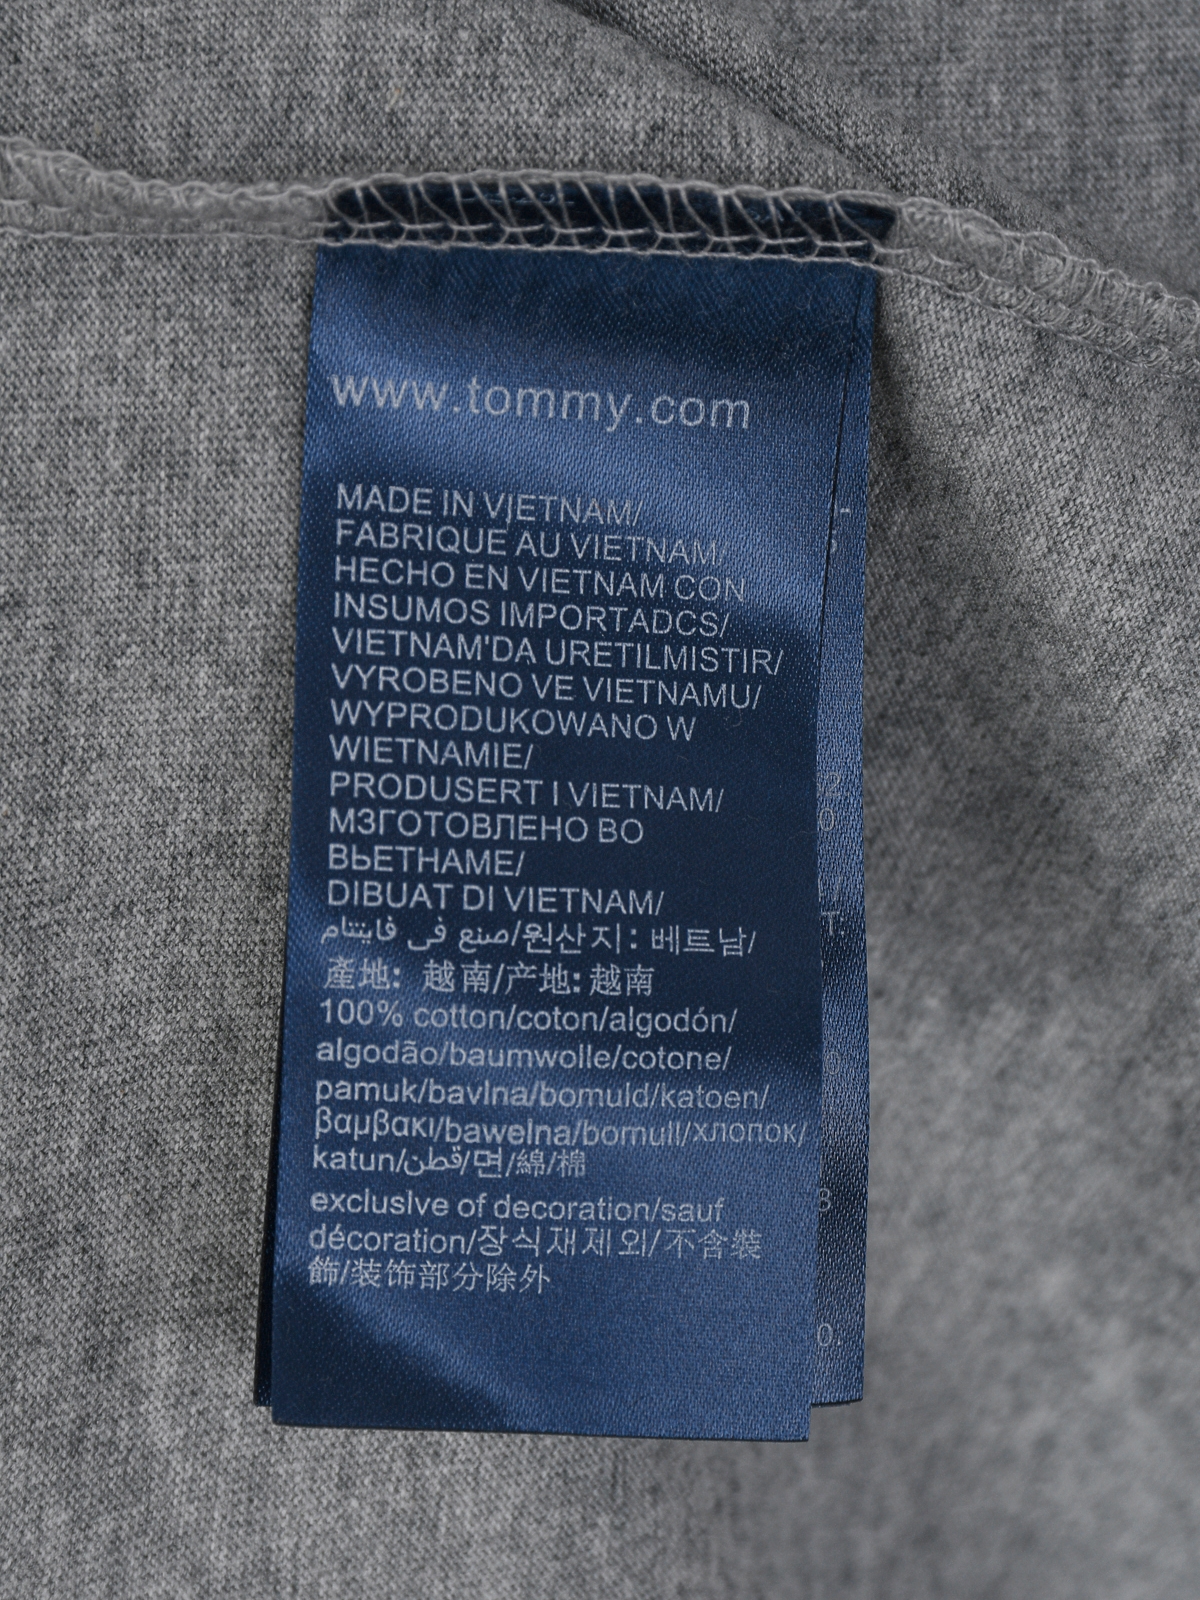 www.tommy.com
MADE IN VIETNAM/
FABRIQUE AU VIETNAM/
HECHO EN VIETNAM CON
INSUMOS IMPORTADCS/
VIETNAM'DA URETILMISTIR/
VYROBENO VE VIETNAMU/
WYPRODUKOWANO W
WIETNAMIE/
PRODUSERT I VIETNAM/
МЗГОТОВЛЕНО ВО
ВЬЕТНАМЕ/
DIBUAT DI VIETNAM/
صنع في فايتنام/원산지: 베트남/
產地: 越南/产地: 越南
100% cotton/coton/algodón/
algodão/baumwolle/cotone/
pamuk/bavlna/bomuld/katoen/
βαμβακι/bawelna/bomull/хлопок/
katun/قطن/면/綿/棉
exclusIve of decoration/sauf
décoration/장식재제외/不含裝
飾/装饰部分除外